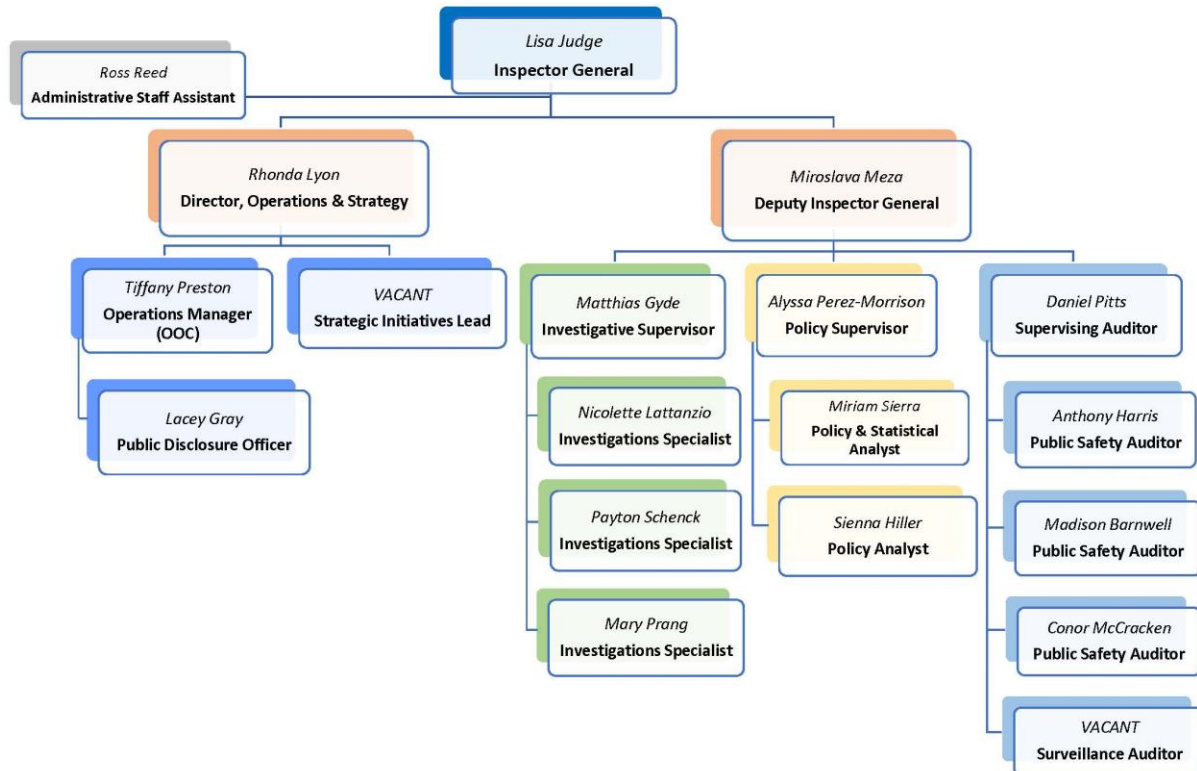 Lisa Judge
Inspector General
Ross Reed
Administrative Staff Assistant
Rhonda Lyon
Director, Operations & Strategy
Miroslava Meza
Deputy Inspector General
Tiffany Preston
Operations Manager
(OOC)
VACANT
Strategic Initiatives Lead
Lacey Gray
Public Disclosure Officer
Matthias Gyde
Investigative Supervisor
Nicolette Lattanzio
Investigations Specialist
Payton Schenck
Investigations Specialist
Mary Prang
Investigations Specialist
Alyssa Perez-Morrison
Policy Supervisor
Miriam Sierra
Policy & Statistical
Analyst
Sienna Hiller
Policy Analyst
Daniel Pitts
Supervising Auditor
Anthony Harris
Public Safety Auditor
Madison Barnwell
Public Safety Auditor
Conor McCracken
Public Safety Auditor
VACANT
Surveillance Auditor